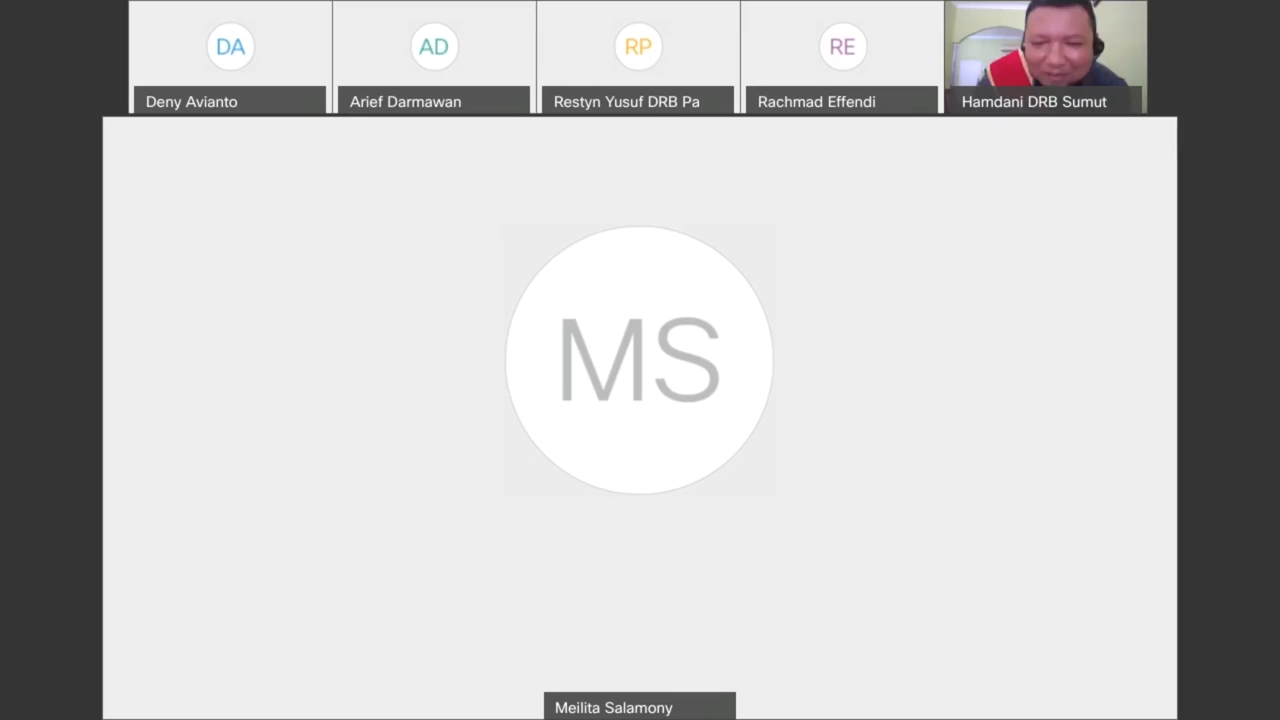 DA
AD
RP
RE
Deny Avianto
Arief Darmawan
Restyn Yusuf DRB Pa
Rachmad Effendi
Hamdani DRB Sumut
MS
Meilita Salamony